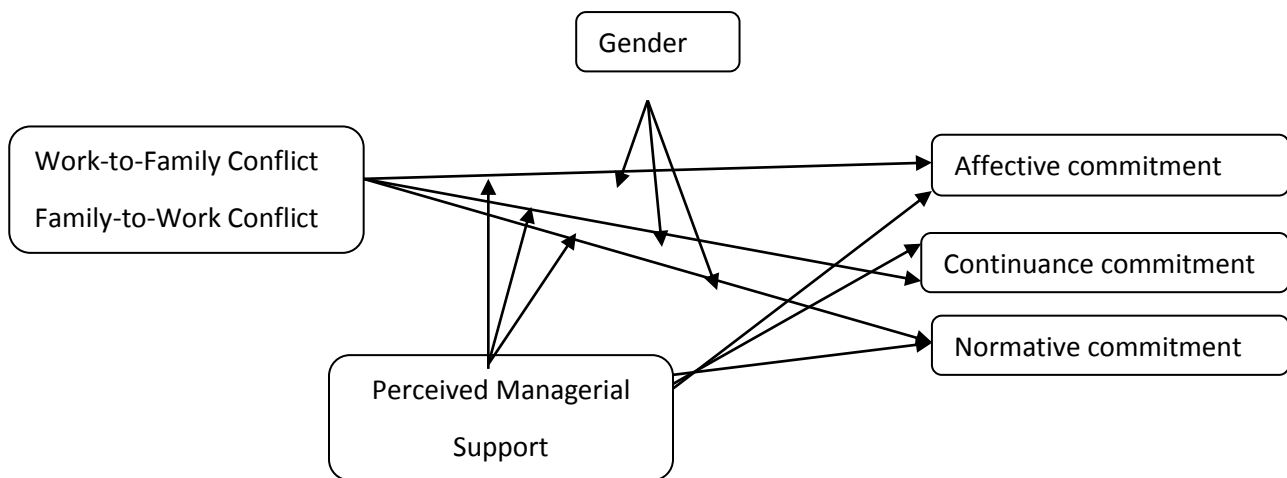 Gender
Work-to-Family Conflict
Family-to-Work Conflict
Affective commitment
Continuance commitment
Normative commitment
Perceived Managerial
Support